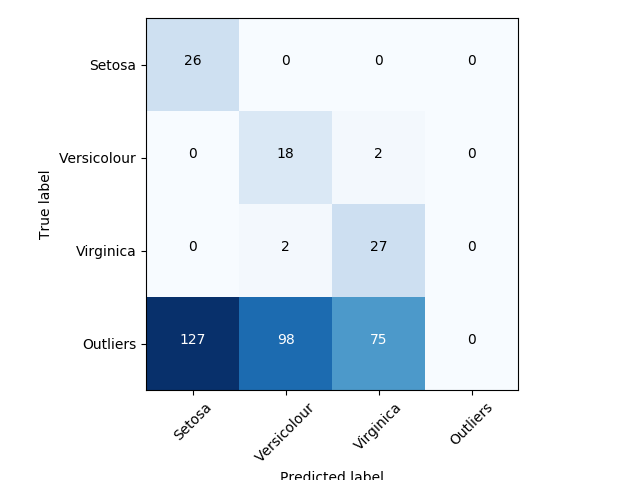 Setosa 26 0 0 0
Versicolour 0 18 2 0
Virginica 0 2 27 0
Outliers 127 98 75 0
True label
Setosa Versicolour Virginica Outliers
Predicted label